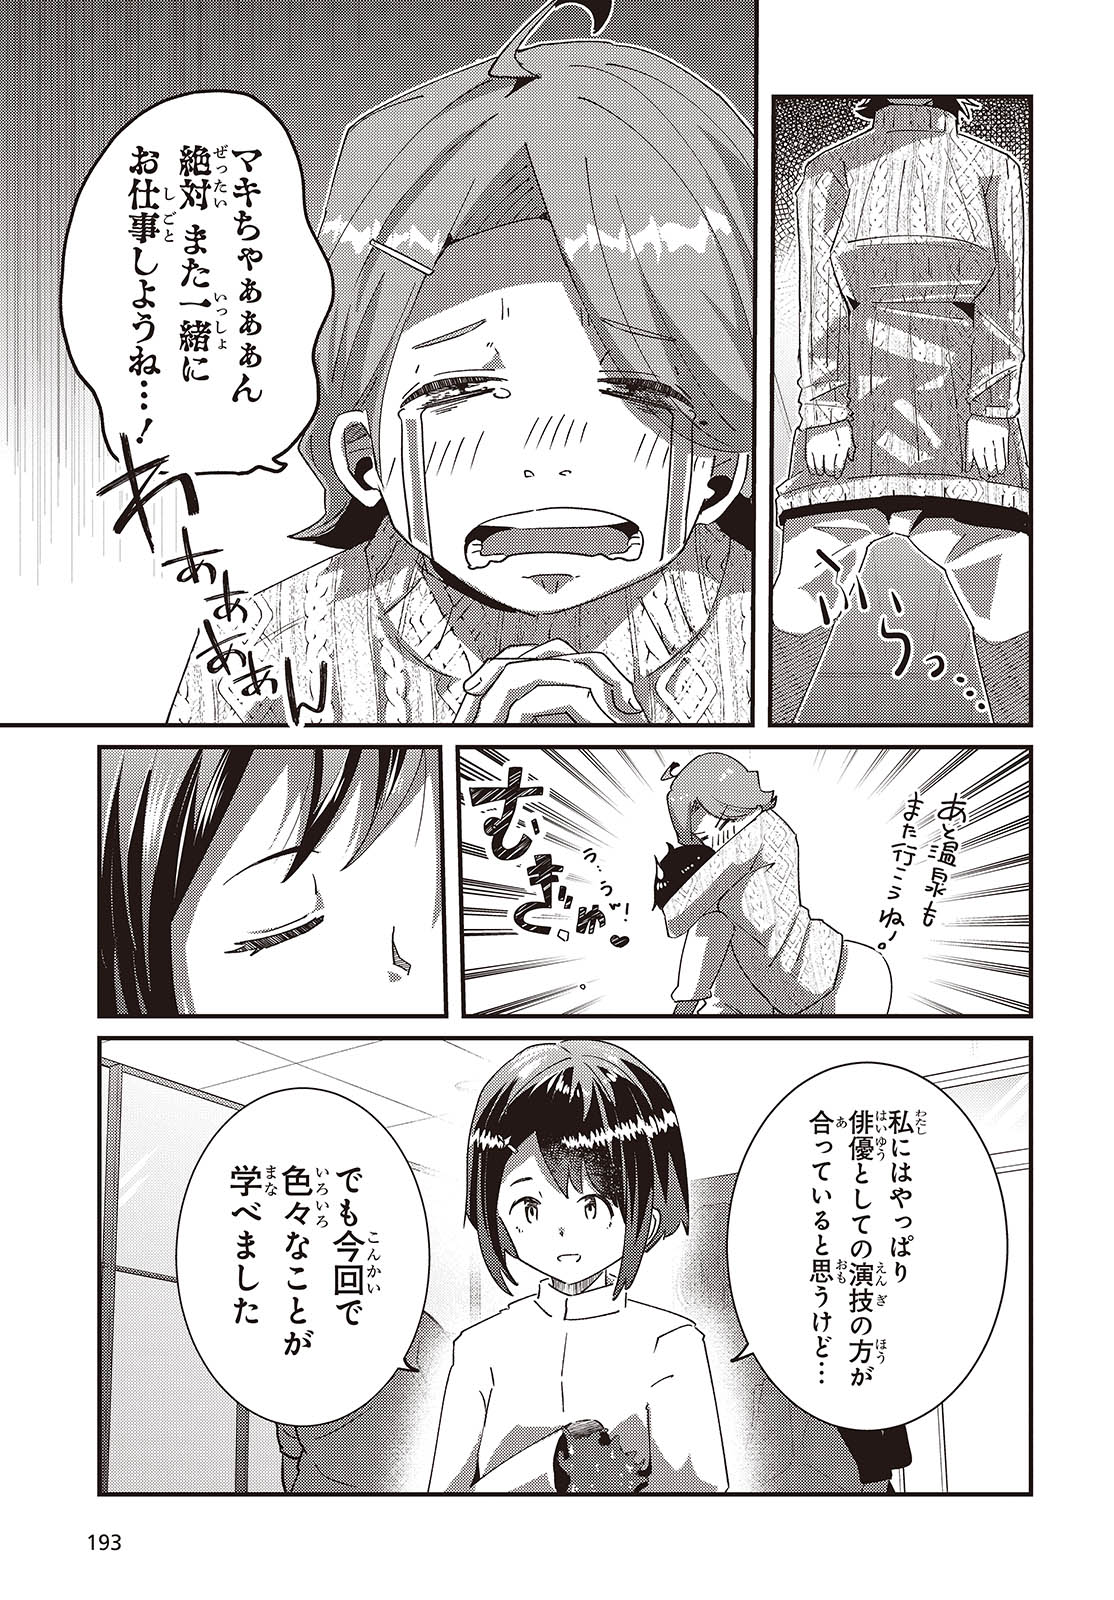 ぶらっ…
マキちゃぁぁぁん
絶対また一緒に
お仕事しようね…!
わぁぁぁぁん
あと温泉も
また行こうね!
むぎゅ
う…うん!
私にはやっぱり
俳優としての演技の方が
合っていると思うけど…
でも今回で
色々なことが
学べました
193